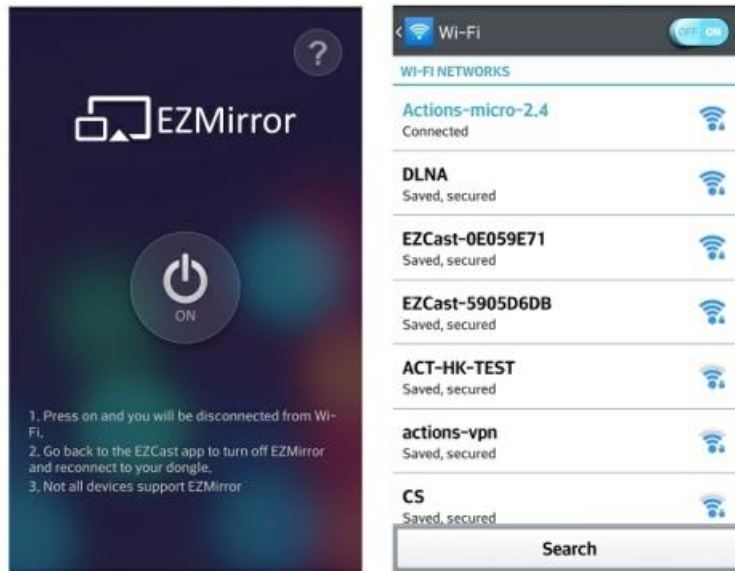 ?
EZMirror
ON
1. Press on and you will be disconnected from Wi-
Fi.
2. Go back to the EZCast app to turn off EZMirror
and reconnect to your dongle.
3. Not all devices support EZMirror
Wi-Fi
OFF ON
WI-FI NETWORKS
Actions-micro-2.4
Connected
DLNA
Saved, secured
EZCast-0E059E71
Saved, secured
EZCast-5905D6DB
Saved, secured
ACT-HK-TEST
Saved, secured
actions-vpn
Saved, secured
CS
Saved, secured
Search